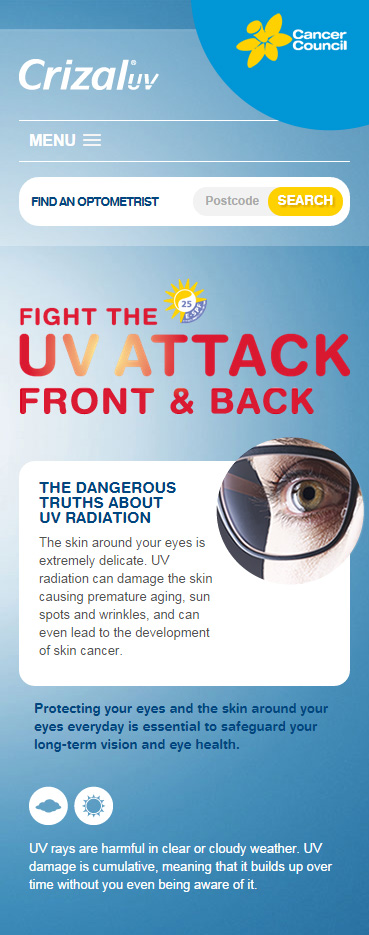 Crizal® UV
Cancer
Council
MENU
FIND AN OPTOMETRIST
Postcode
SEARCH
25
FIGHT THE
UV ATTACK
FRONT & BACK
THE DANGEROUS
TRUTHS ABOUT
UV RADIATION
The skin around your eyes is
extremely delicate. UV
radiation can damage the skin
causing premature aging, sun
spots and wrinkles, and can
even lead to the development
of skin cancer.
Protecting your eyes and the skin around your
eyes everyday is essential to safeguard your
long-term vision and eye health.
UV rays are harmful in clear or cloudy weather. UV
damage is cumulative, meaning that it builds up over
time without you even being aware of it.